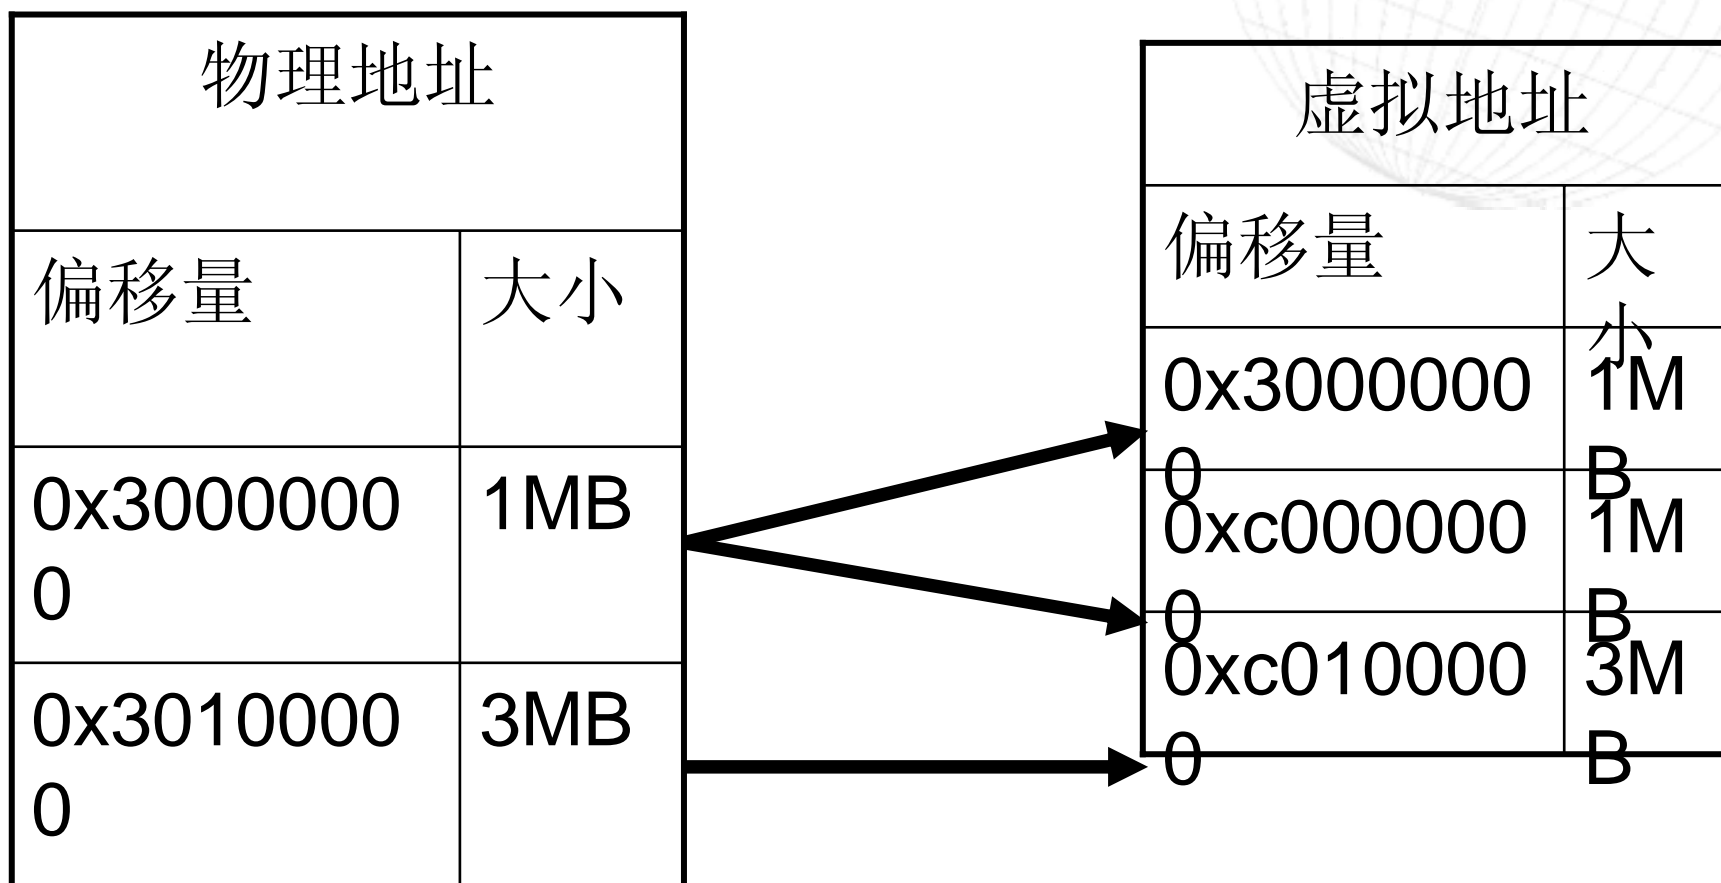 物理地址
偏移量 大小
0x3000000 1MB
0
0x3010000 3MB
0
虚拟地址
偏移量 大
小
0x3000000 1M
0 B
0xc000000 1M
0 B
0xc010000 3M
0 B